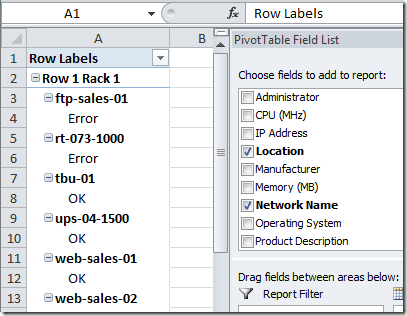 A1
fx
Row Labels
A
B
1
Row Labels
2
Row 1 Rack 1
3
ftp-sales-01
4
Error
5
rt-073-1000
6
Error
7
tbu-01
8
OK
9
ups-04-1500
10
OK
11
web-sales-01
12
OK
13
web-sales-02
PivotTable Field List
Choose fields to add to report:
Administrator
CPU (MHz)
IP Address
Location
Manufacturer
Memory (MB)
Network Name
Operating System
Product Description
Drag fields between areas below:
Report Filter